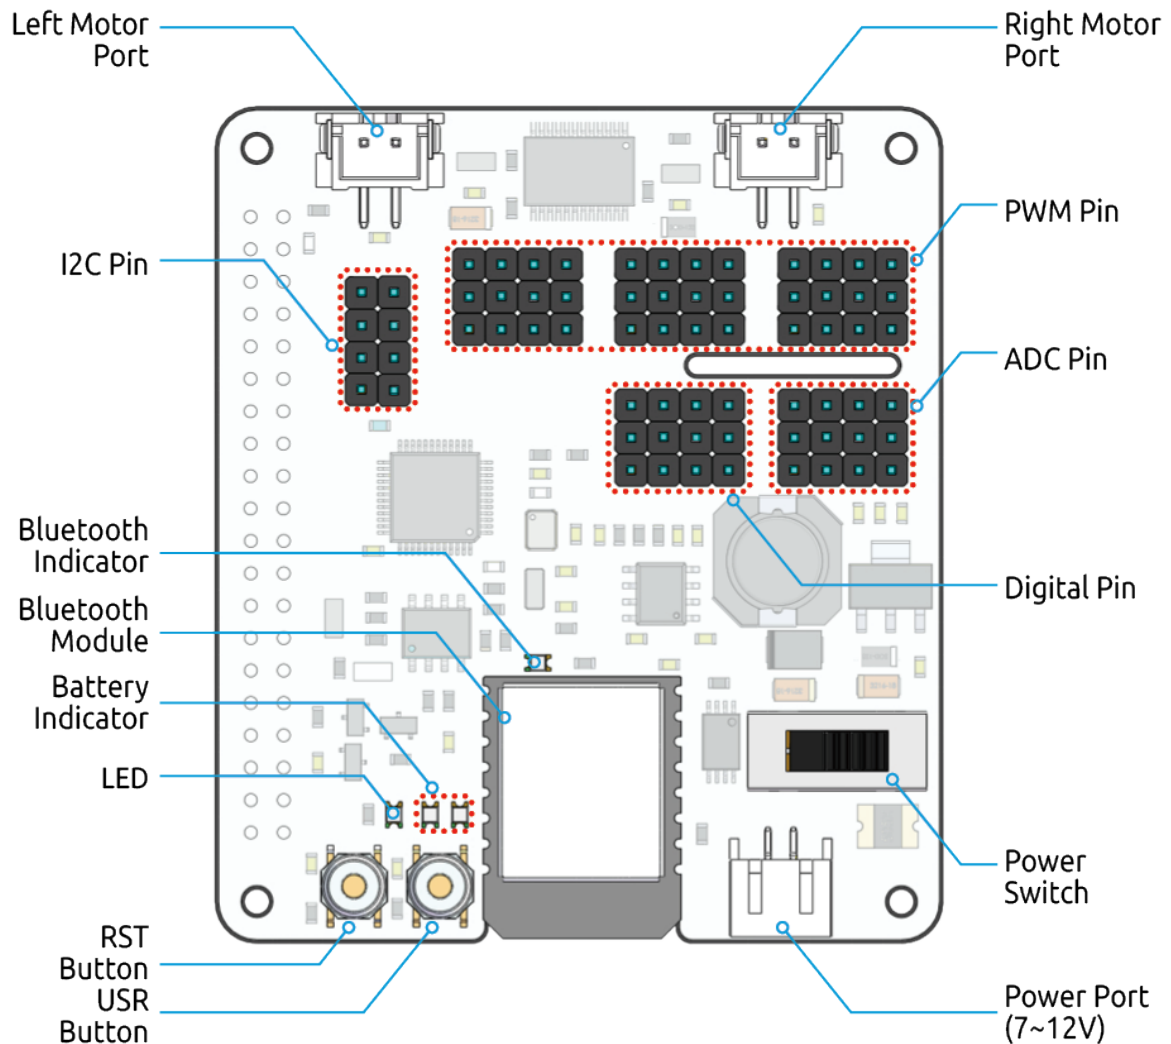 Left Motor
Port
Right Motor
Port
PWM Pin
I2C Pin
ADC Pin
Bluetooth
Indicator
Digital Pin
Bluetooth
Module
Battery
Indicator
LED
Power
Switch
RST
Button
USR
Button
Power Port
(7~12V)